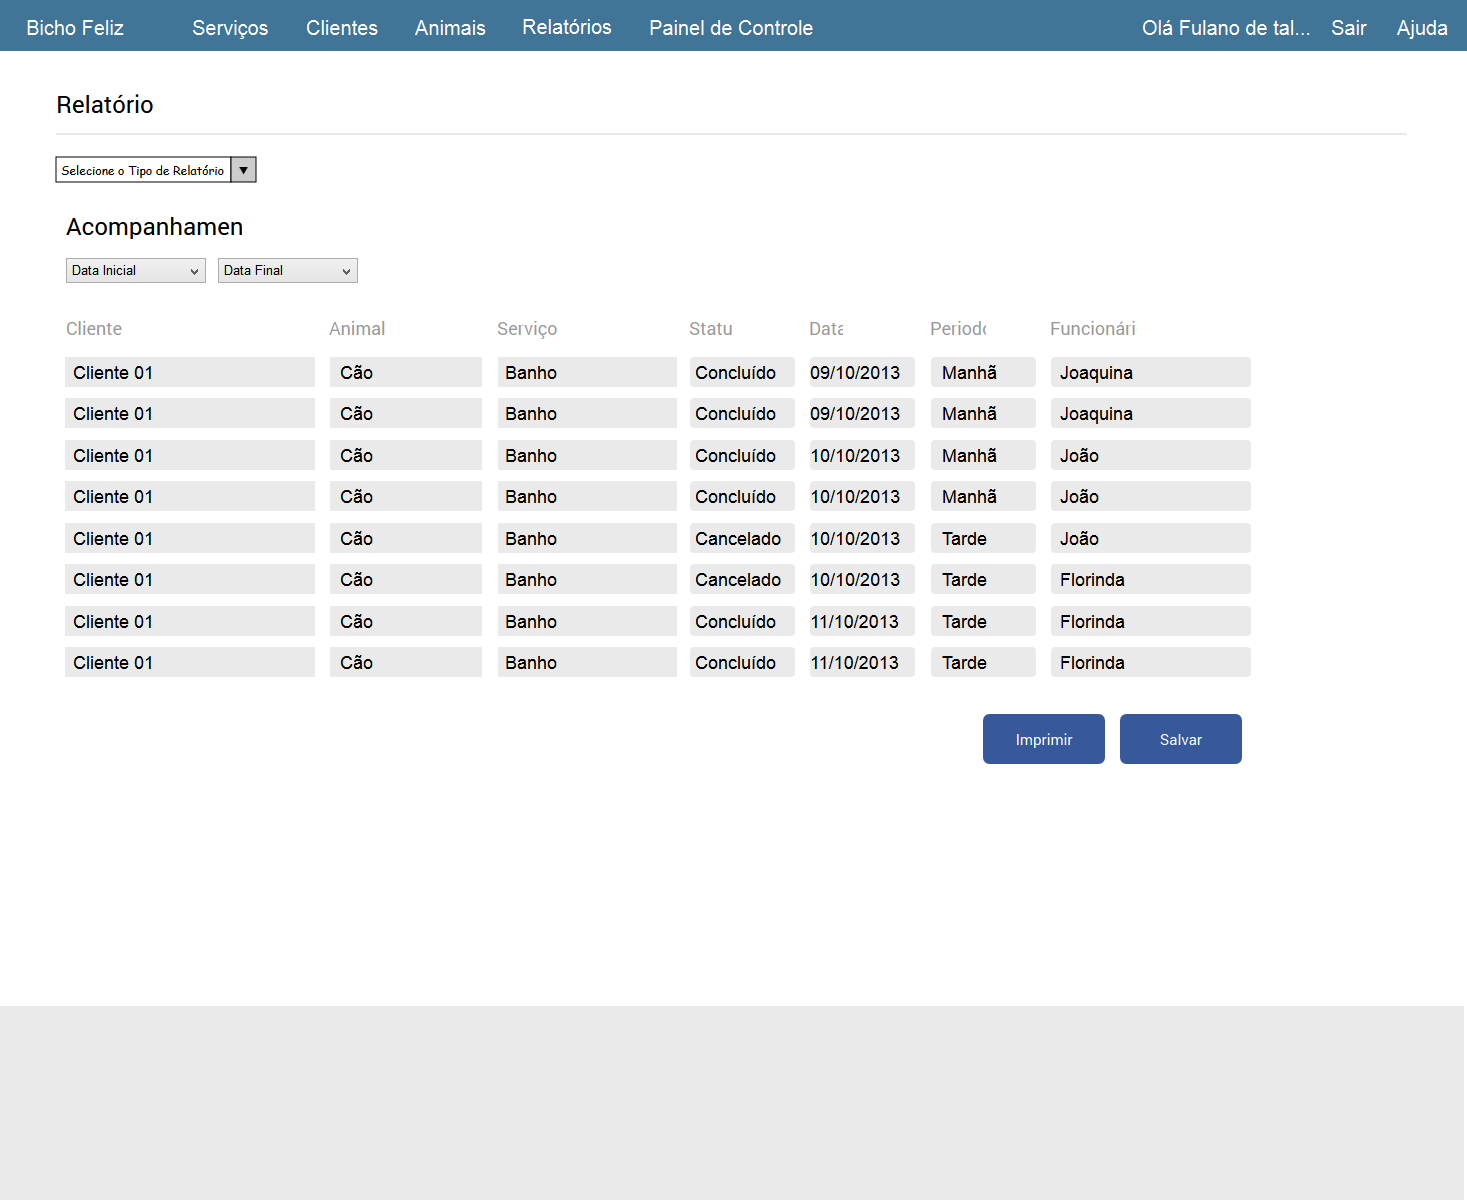 Bicho Feliz Serviços Clientes Animais Relatórios Painel de Controle Olá Fulano de tal... Sair Ajuda
Relatório
Selecione o Tipo de Relatório
Acompanhamen
Data Inicial Data Final
Cliente Animal Serviço Statu Data Periodo Funcionári
Cliente 01 Cão Banho Concluído 09/10/2013 Manhã Joaquina
Cliente 01 Cão Banho Concluído 09/10/2013 Manhã Joaquina
Cliente 01 Cão Banho Concluído 10/10/2013 Manhã João
Cliente 01 Cão Banho Concluído 10/10/2013 Manhã João
Cliente 01 Cão Banho Cancelado 10/10/2013 Tarde João
Cliente 01 Cão Banho Cancelado 10/10/2013 Tarde Florinda
Cliente 01 Cão Banho Concluído 11/10/2013 Tarde Florinda
Cliente 01 Cão Banho Concluído 11/10/2013 Tarde Florinda
Imprimir Salvar